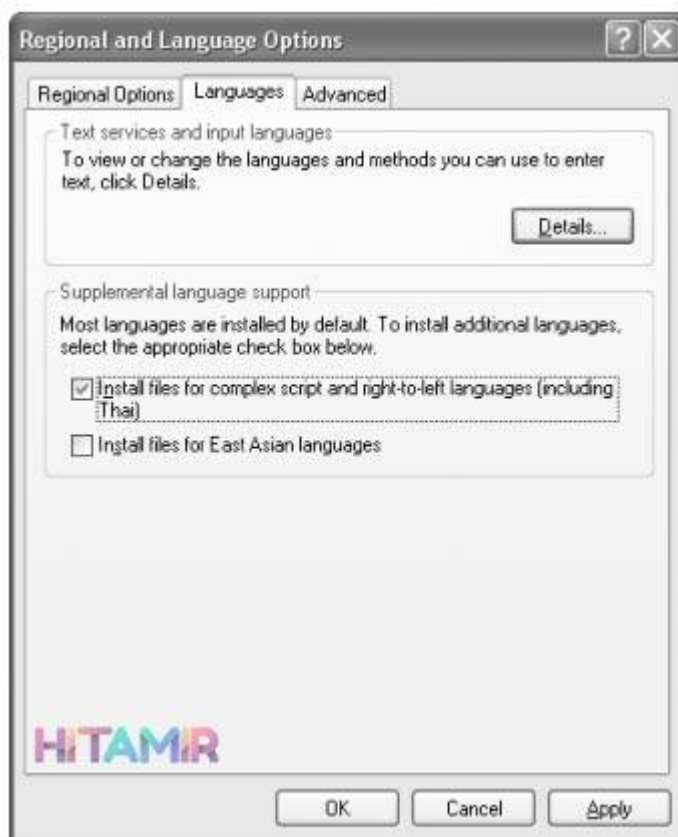 Regional and Language Options
Regional Options
Languages
Advanced
Text services and input languages
To view or change the languages and methods you can use to enter
text, click Details.
Details...
Supplemental language support
Most languages are installed by default. To install additional languages,
select the appropriate check box below.
Install files for complex script and right-to-left languages (including
Thai)
Install files for East Asian languages
HiTAMiR
OK
Cancel
Apply